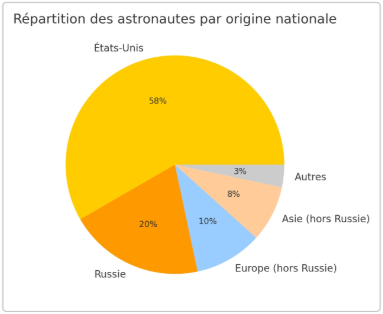 Répartition des astronautes par origine nationale
États-Unis
58%
3%
Autres
8%
Asie (hors Russie)
20%
10%
Europe (hors Russie)
Russie